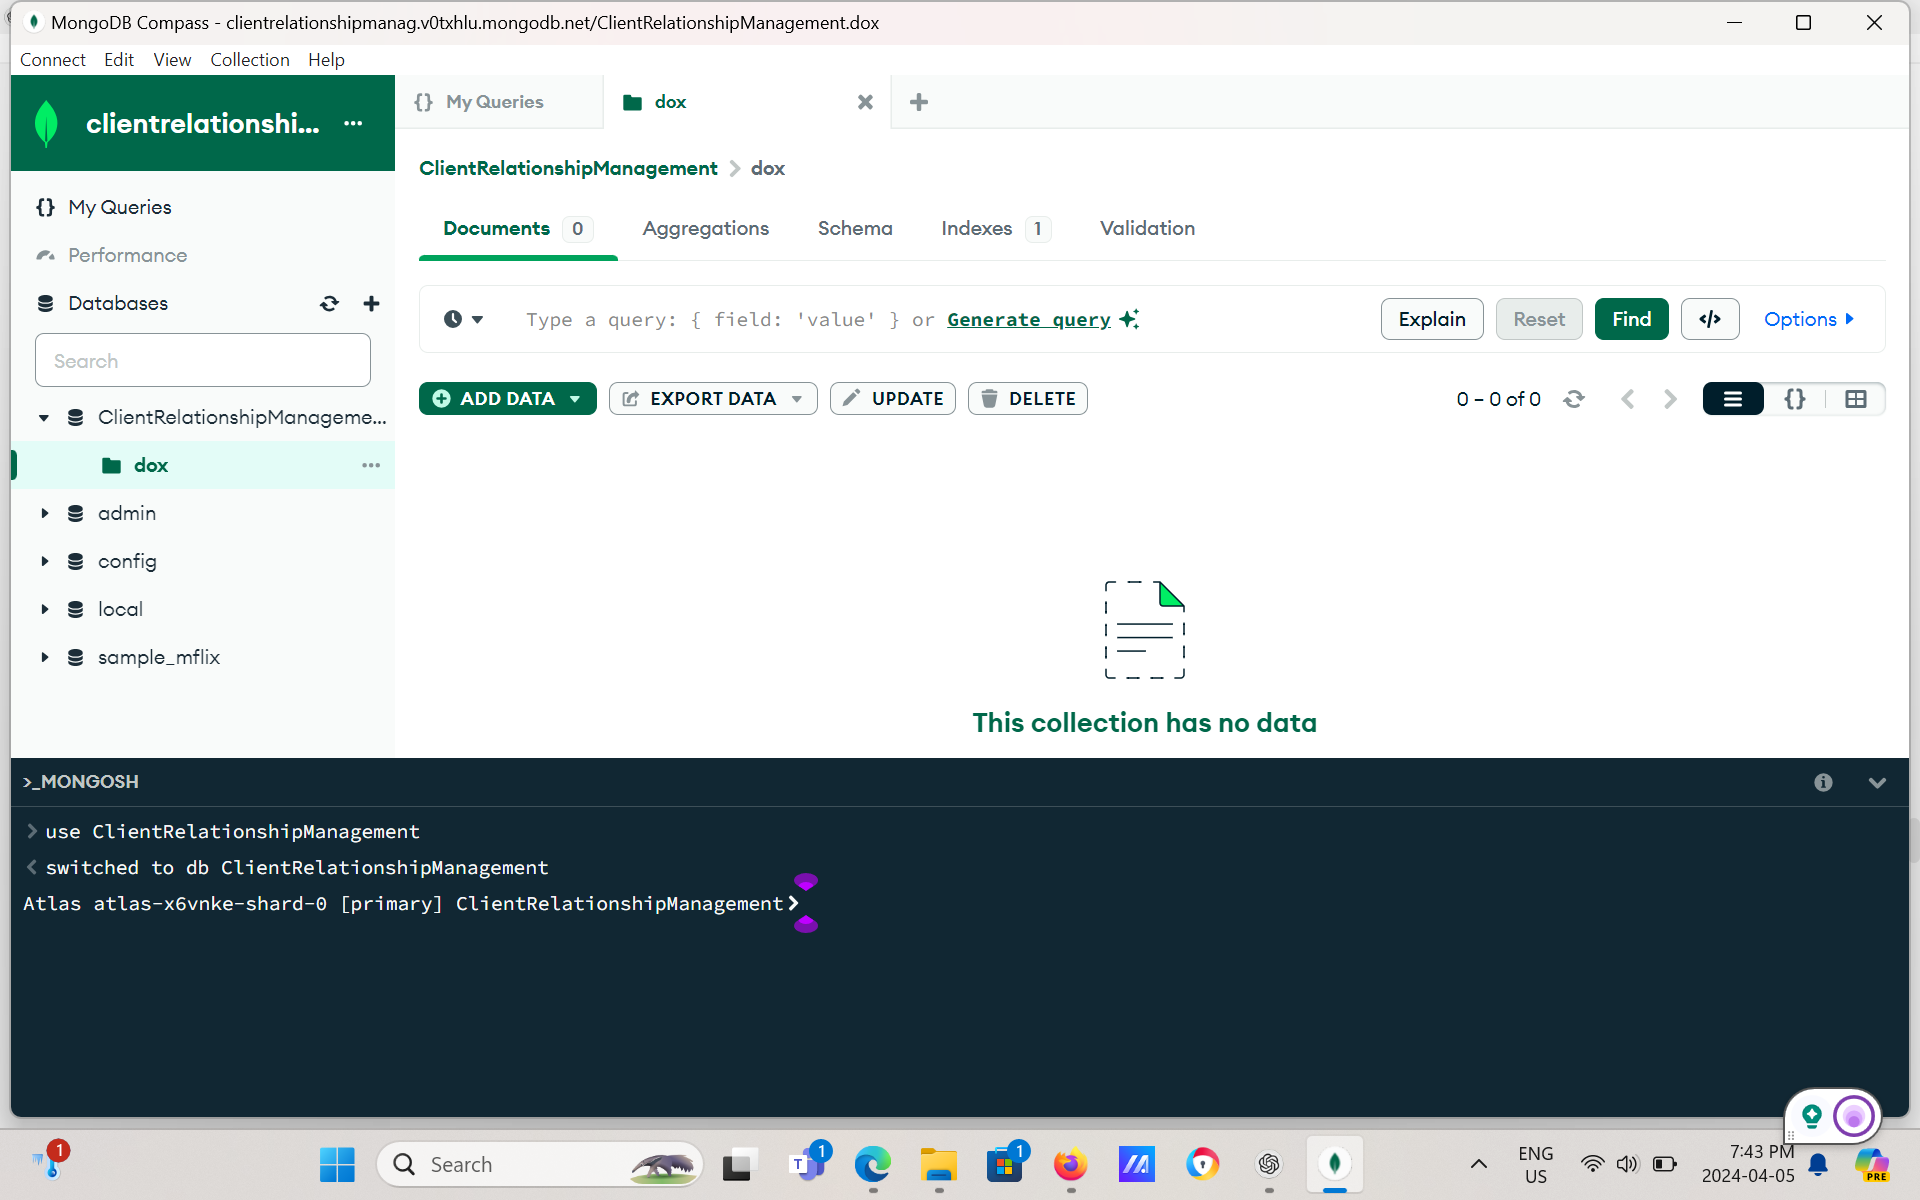 MongoDB Compass - clientrelationshipmanag.v0txhlu.mongodb.net/ClientRelationshipManagement.dox
Connect Edit View Collection Help
clientrelationshi... ...
My Queries
Performance
Databases
Search
ClientRelationshipManageme...
dox ...
admin
config
local
sample_mflix
{} My Queries
dox
ClientRelationshipManagement > dox
Documents 0 Aggregations Schema Indexes 1 Validation
Type a query: { field: 'value' } or Generate query
Explain Reset Find </> Options
ADD DATA EXPORT DATA UPDATE DELETE
0 – 0 of 0 {}
This collection has no data
>_MONGOSH
> use ClientRelationshipManagement
< switched to db ClientRelationshipManagement
Atlas atlas-x6vnke-shard-0 [primary] ClientRelationshipManagement>
1
Search
T 1
1
ENG
US
7:43 PM
2024-04-05
PRE